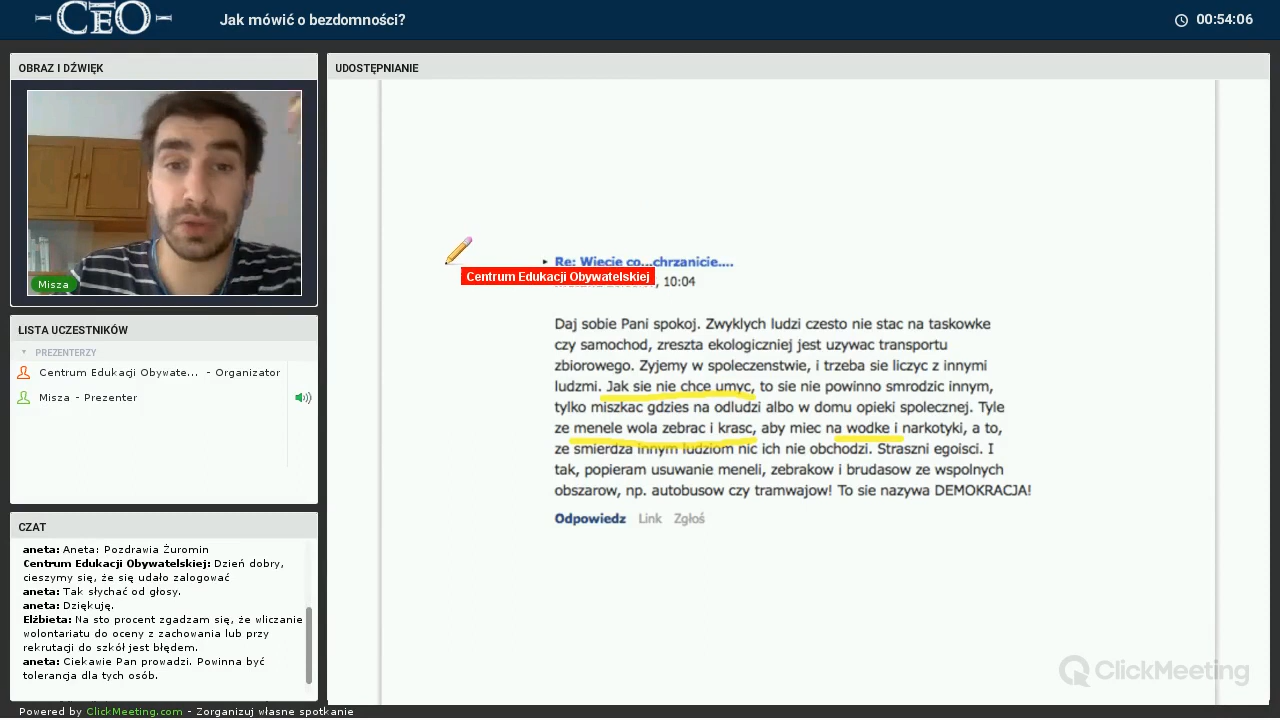 CEO
Jak mówić o bezdomności?
00:54:06
OBRAZ I DŹWIĘK
Misza
LISTA UCZESTNIKÓW
PREZENTERZY
Centrum Edukacji Obywate... - Organizator
Misza - Prezenter
CZAT
aneta: Aneta: Pozdrawia Żuromin
Centrum Edukacji Obywatelskiej: Dzień dobry,
cieszymy się, że się udało zalogować
aneta: Tak słychać od głosy.
aneta: Dziękuję.
Elżbieta: Na sto procent zgadzam się, że wliczanie
wolontariatu do oceny z zachowania lub przy
rekrutacji do szkół jest błędem.
aneta: Ciekawie Pan prowadzi. Powinna być
tolerancja dla tych osób.
UDOSTĘPNIANIE
Re: Wiecie co...chrzanicie....
Centrum Edukacji Obywatelskiej
, 10:04
Daj sobie Pani spokoj. Zwyklych ludzi czesto nie stac na taskowke
czy samochod, zreszta ekologiczniej jest uzywac transportu
zbiorowego. Zyjemy w spoleczenstwie, i trzeba sie liczyc z innymi
ludzmi. Jak sie nie chce umyc, to sie nie powinno smrodzic innym,
tylko miszkac gdzies na odludzi albo w domu opieki spolecznej. Tyle
ze menele wola zebrac i krasc, aby miec na wodke i narkotyki, a to,
ze smierdza innym ludziom nic ich nie obchodzi. Straszni egoisci. I
tak, popieram usuwanie meneli, zebrakow i brudasow ze wspolnych
obszarow, np. autobusow czy tramwajow! To sie nazywa DEMOKRACJA!
Odpowiedz Link Zgłoś
ClickMeeting
Powered by ClickMeeting.com - Zorganizuj własne spotkanie